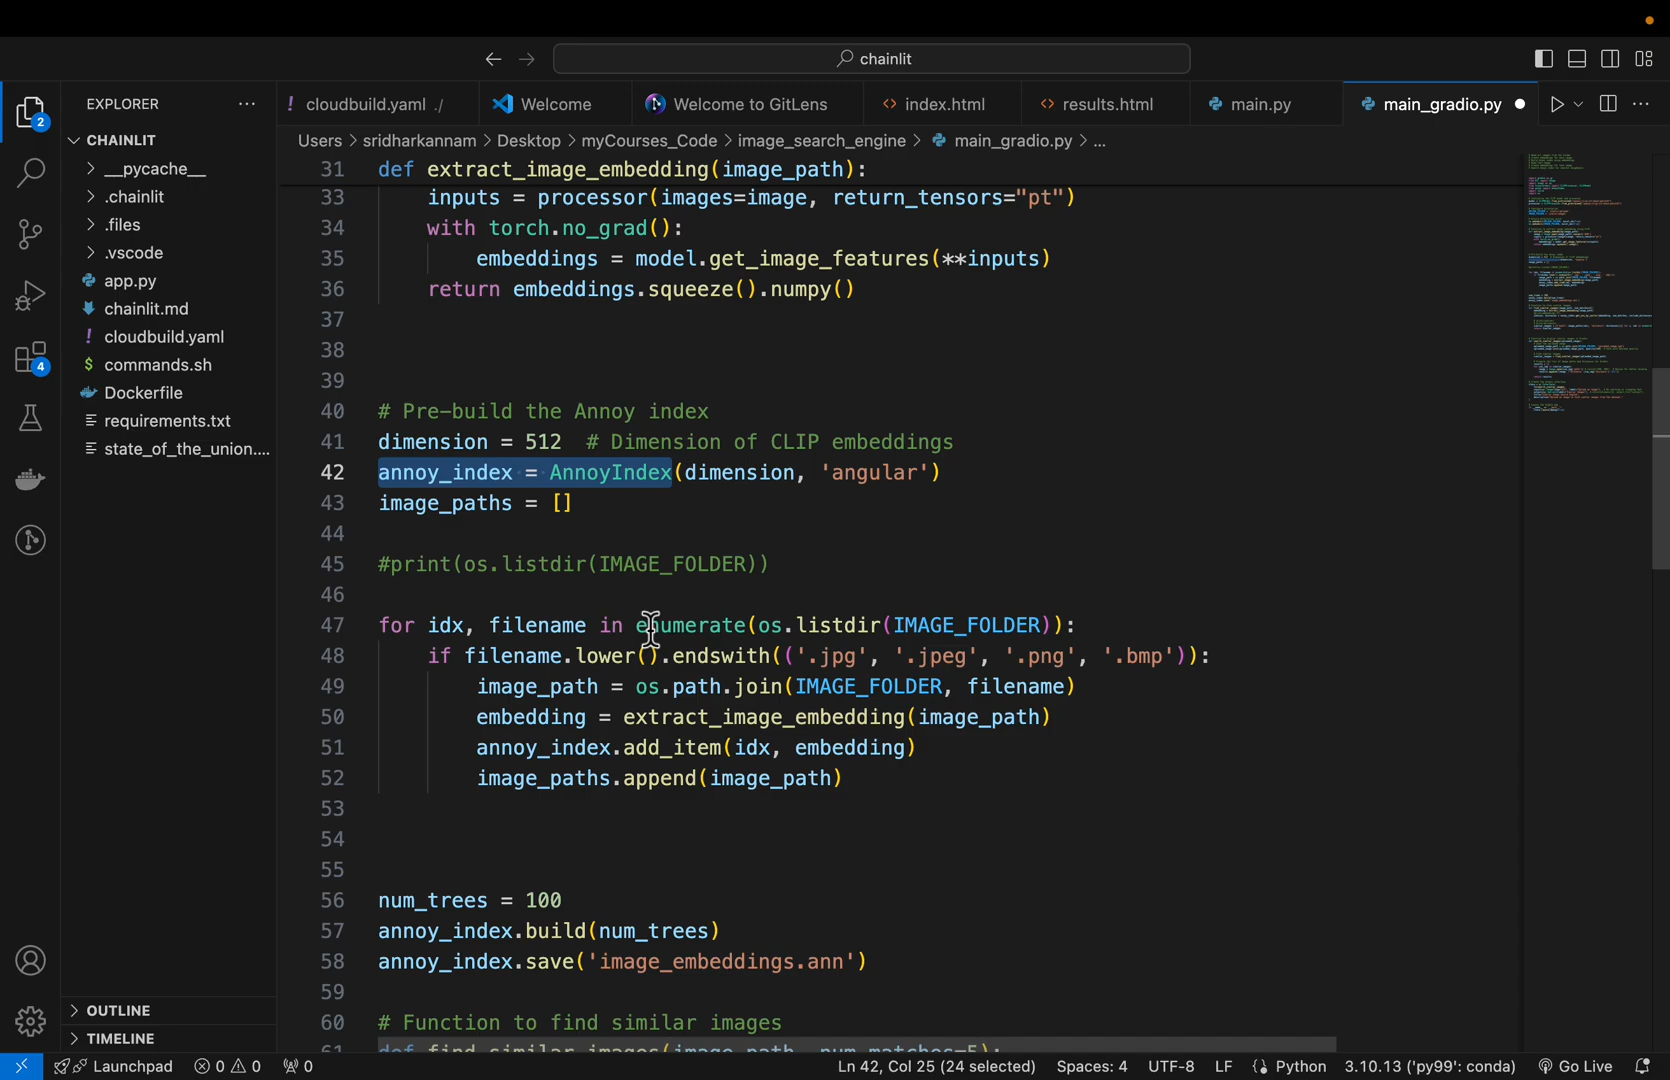 chainlit
EXPLORER
! cloudbuild.yaml ./
Welcome
Welcome to GitLens
<> index.html
<> results.html
main.py
main_gradio.py
2
CHAINLIT
Users > sridharkannam > Desktop > myCourses_Code > image_search_engine > main_gradio.py > ...
> __pycache__
> .chainlit
> .files
> .vscode
app.py
chainlit.md
! cloudbuild.yaml
$ commands.sh
Dockerfile
requirements.txt
state_of_the_union....
4
31 def extract_image_embedding(image_path):
33 inputs = processor(images=image, return_tensors="pt")
34 with torch.no_grad():
35 embeddings = model.get_image_features(**inputs)
36 return embeddings.squeeze().numpy()
37
38
39
40 # Pre-build the Annoy index
41 dimension = 512 # Dimension of CLIP embeddings
42 annoy_index = AnnoyIndex(dimension, 'angular')
43 image_paths = []
44
45 #print(os.listdir(IMAGE_FOLDER))
46
47 for idx, filename in enumerate(os.listdir(IMAGE_FOLDER)):
48 if filename.lower().endswith(('.jpg', '.jpeg', '.png', '.bmp')):
49 image_path = os.path.join(IMAGE_FOLDER, filename)
50 embedding = extract_image_embedding(image_path)
51 annoy_index.add_item(idx, embedding)
52 image_paths.append(image_path)
53
54
55
56 num_trees = 100
57 annoy_index.build(num_trees)
58 annoy_index.save('image_embeddings.ann')
59
60 # Function to find similar images
61 def find_similar_images(image_path, num_matches=5):
> OUTLINE
> TIMELINE
Launchpad
0 0
0
Ln 42, Col 25 (24 selected)
Spaces: 4
UTF-8
LF
Python
3.10.13 ('py99': conda)
Go Live